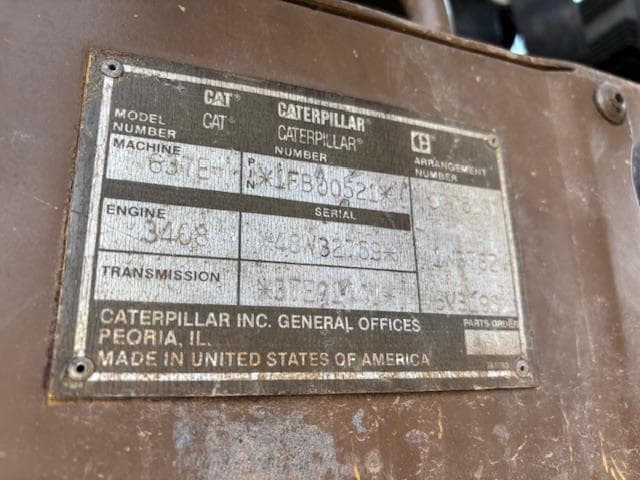 CAT® CATERPILLAR®
CAT® CATERPILLAR®
MODEL NUMBER ARRANGEMENT NUMBER
MACHINE 637E PIN *1FB00521*
SERIAL
ENGINE 3408 *48W32769*
TRANSMISSION
CATERPILLAR INC. GENERAL OFFICES PARTS ORDER
PEORIA, IL.
MADE IN UNITED STATES OF AMERICA